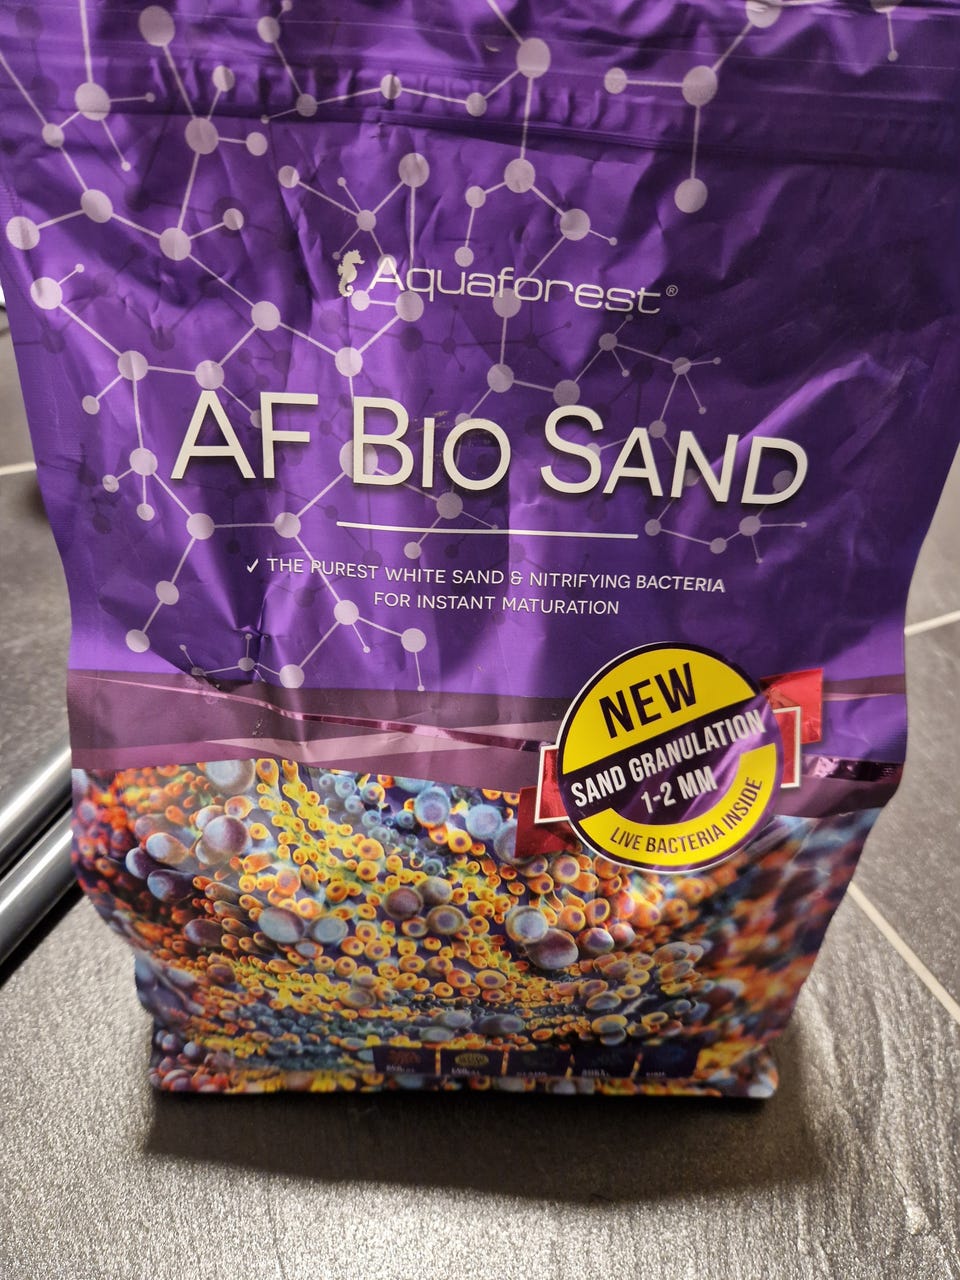 Aquaforest®
AF BIO SAND
✓ THE PUREST WHITE SAND & NITRIFYING BACTERIA
FOR INSTANT MATURATION
NEW
SAND GRANULATION
1-2 MM
LIVE BACTERIA INSIDE